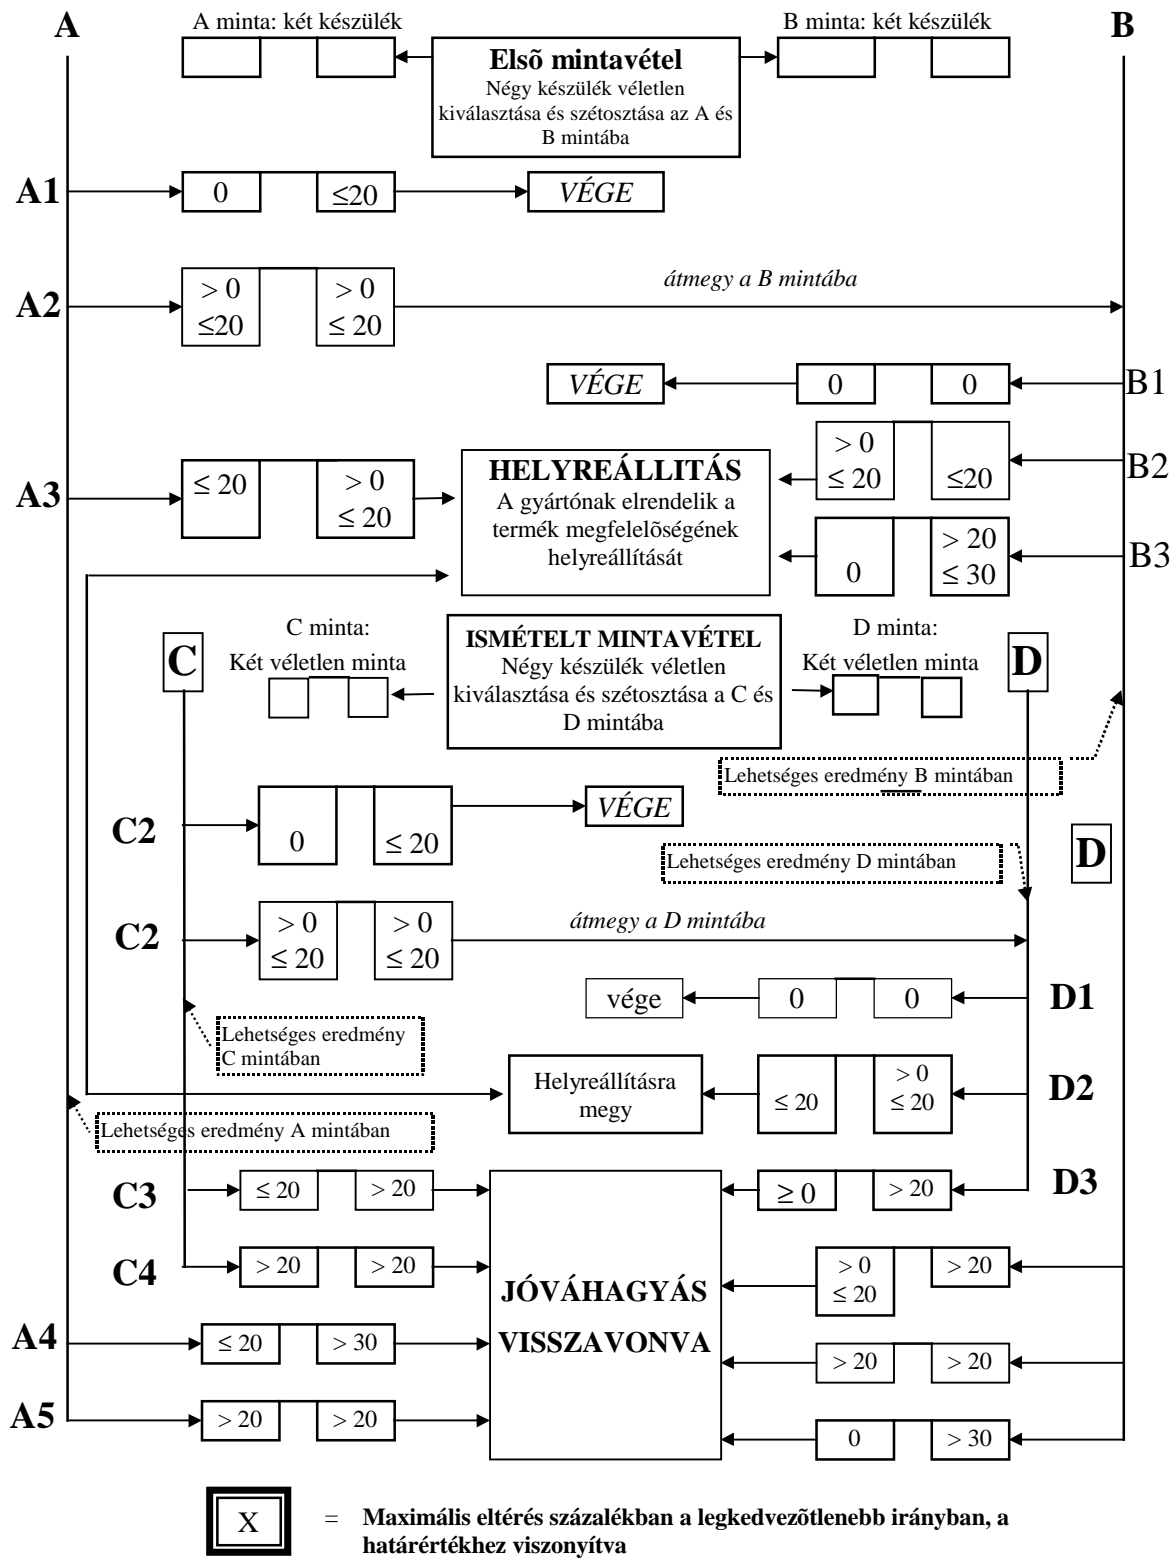 A
A minta: két készülék
B minta: két készülék
B
Elsõ mintavétel
Négy készülék véletlen
kiválasztása és szétosztása az A és
B mintába
A1
0
≤20
VÉGE
A2
> 0
≤20
> 0
≤ 20
átmegy a B mintába
VÉGE
0
0
B1
A3
≤ 20
> 0
≤ 20
HELYREÁLLITÁS
A gyártónak elrendelik a
termék megfelelõségének
helyreállítását
> 0
≤ 20
≤20
B2
0
> 20
≤ 30
B3
C
C minta:
Két véletlen minta
ISMÉTELT MINTAVÉTEL
Négy készülék véletlen
kiválasztása és szétosztása a C és
D mintába
D minta:
Két véletlen minta
D
Lehetséges eredmény B mintában
C2
0
≤ 20
VÉGE
Lehetséges eredmény D mintában
D
C2
> 0
≤ 20
> 0
≤ 20
átmegy a D mintába
vége
0
0
D1
Lehetséges eredmény
C mintában
Helyreállításra
megy
≤ 20
> 0
≤ 20
D2
Lehetséges eredmény A mintában
C3
≤ 20
> 20
≥ 0
> 20
D3
C4
> 20
> 20
JÓVÁHAGYÁS
VISSZAVONVA
> 0
≤ 20
> 20
A4
≤ 20
> 30
> 20
> 20
A5
> 20
> 20
0
> 30
X
= Maximális eltérés százalékban a legkedvezõtlenebb irányban, a
határértékhez viszonyítva